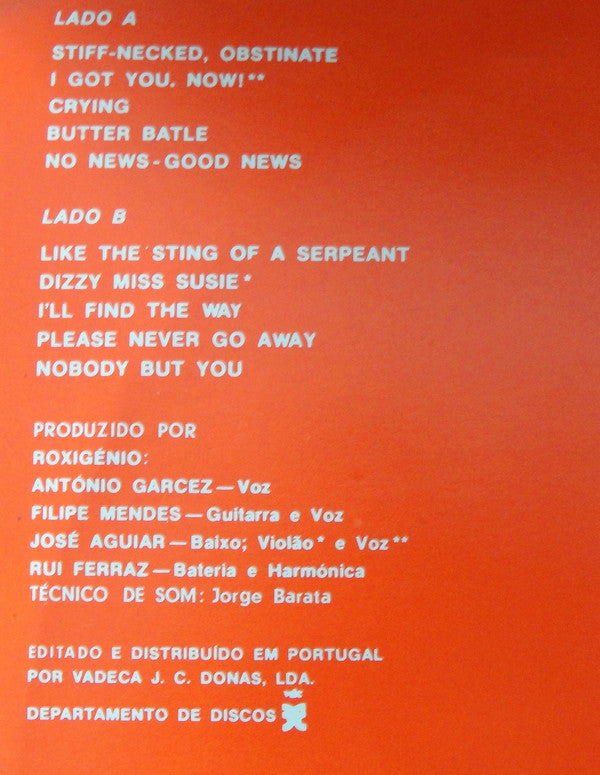 LADO A
STIFF-NECKED, OBSTINATE
I GOT YOU. NOW!**
CRYING
BUTTER BATLE
NO NEWS-GOOD NEWS
LADO B
LIKE THE STING OF A SERPEANT
DIZZY MISS SUSIE*
I'LL FIND THE WAY
PLEASE NEVER GO AWAY
NOBODY BUT YOU
PRODUZIDO POR
ROXIGÉNIO:
ANTÓNIO GARCEZ—Voz
FILIPE MENDES—Guitarra e Voz
JOSÉ AGUIAR—Baixo; Violão* e Voz**
RUI FERRAZ—Bateria e Harmónica
TÉCNICO DE SOM: Jorge Barata
EDITADO E DISTRIBUÍDO EM PORTUGAL
POR VADECA J. C. DONAS, LDA.
DEPARTAMENTO DE DISCOS